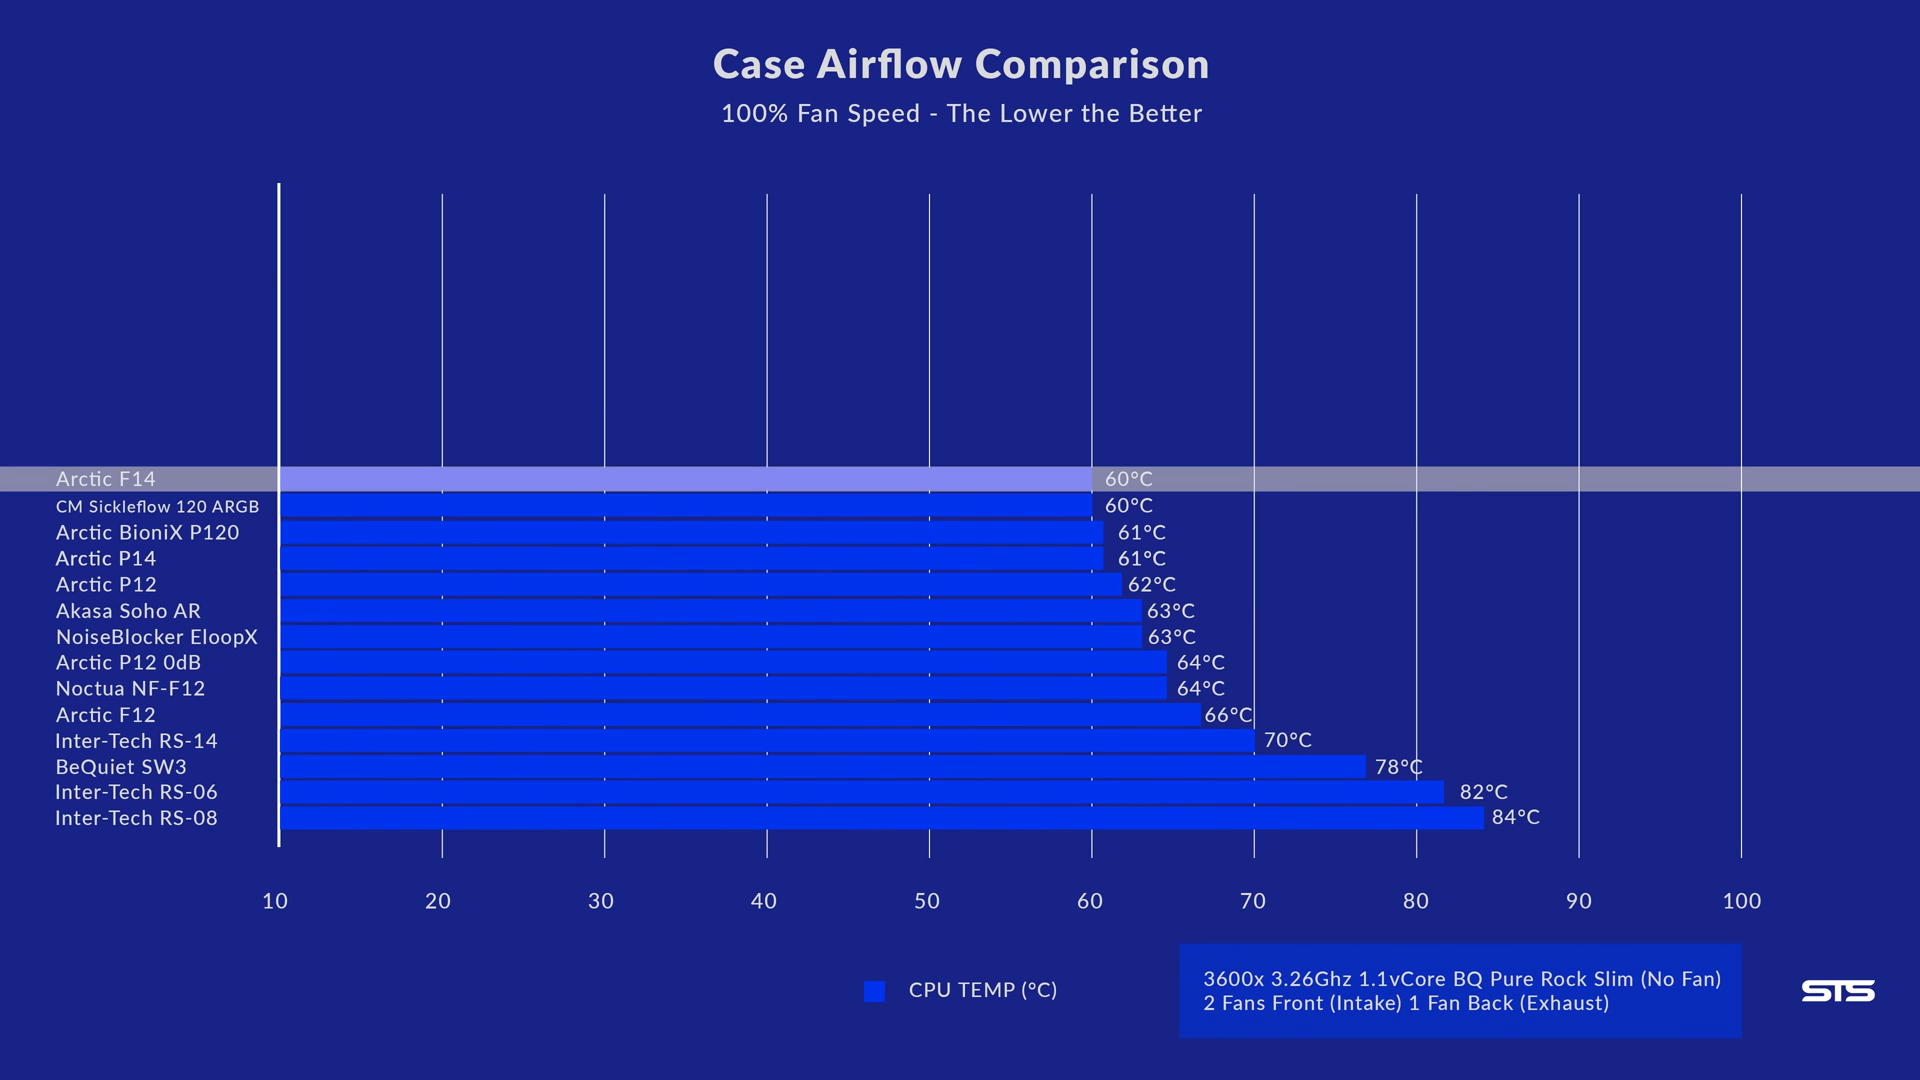 Case Airflow Comparison
100% Fan Speed - The Lower the Better
Arctic F14 60°C
CM Sickleflow 120 ARGB 60°C
Arctic BioniX P120 61°C
Arctic P14 61°C
Arctic P12 62°C
Akasa Soho AR 63°C
NoiseBlocker EloopX 63°C
Arctic P12 0dB 64°C
Noctua NF-F12 64°C
Arctic F12 66°C
Inter-Tech RS-14 70°C
BeQuiet SW3 78°C
Inter-Tech RS-06 82°C
Inter-Tech RS-08 84°C
10 20 30 40 50 60 70 80 90 100
CPU TEMP (°C)
3600x 3.26Ghz 1.1vCore BQ Pure Rock Slim (No Fan)
2 Fans Front (Intake) 1 Fan Back (Exhaust)
STS